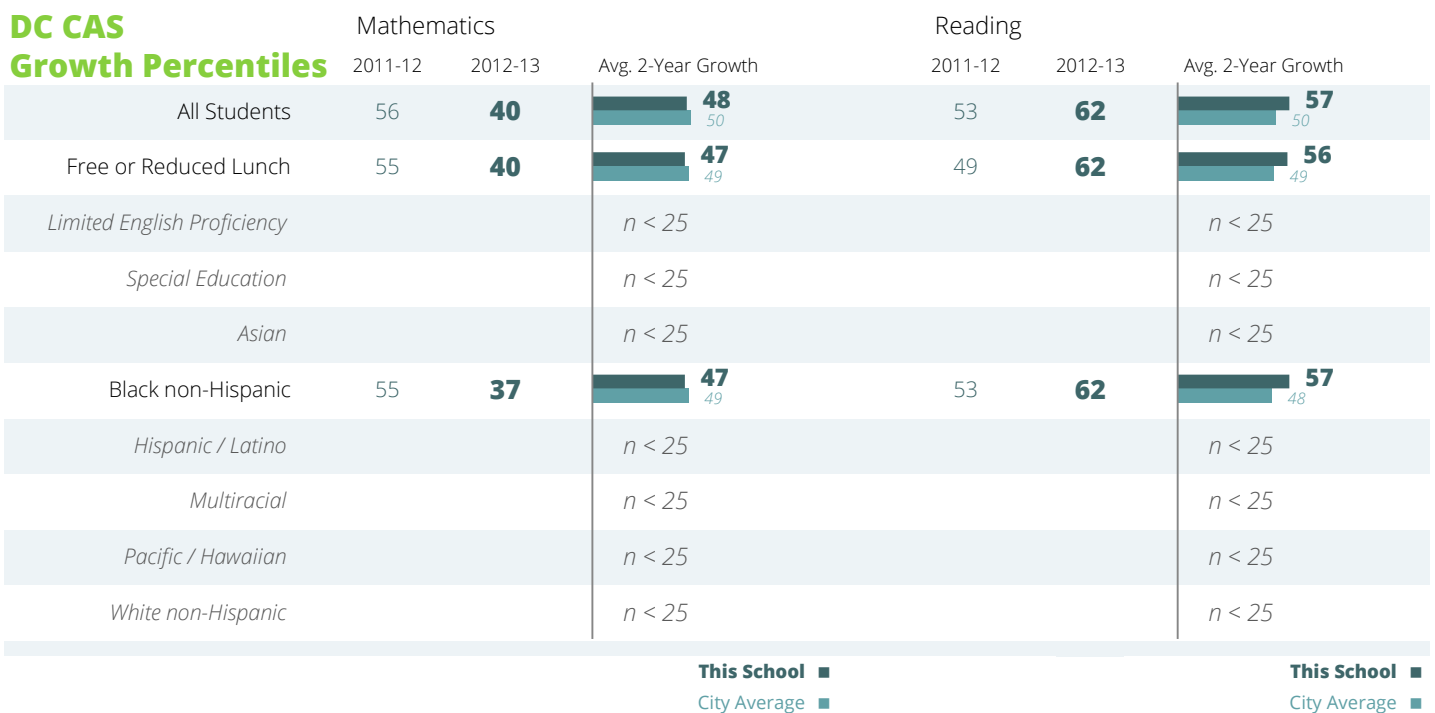 DC CAS
Growth Percentiles
Mathematics
Reading
2011-12 2012-13 Avg. 2-Year Growth 2011-12 2012-13 Avg. 2-Year Growth
All Students 56 40 48 50 53 62 57 50
Free or Reduced Lunch 55 40 47 49 49 62 56 49
Limited English Proficiency n < 25 n < 25
Special Education n < 25 n < 25
Asian n < 25 n < 25
Black non-Hispanic 55 37 47 49 53 62 57 48
Hispanic / Latino n < 25 n < 25
Multiracial n < 25 n < 25
Pacific / Hawaiian n < 25 n < 25
White non-Hispanic n < 25 n < 25
This School This School
City Average City Average